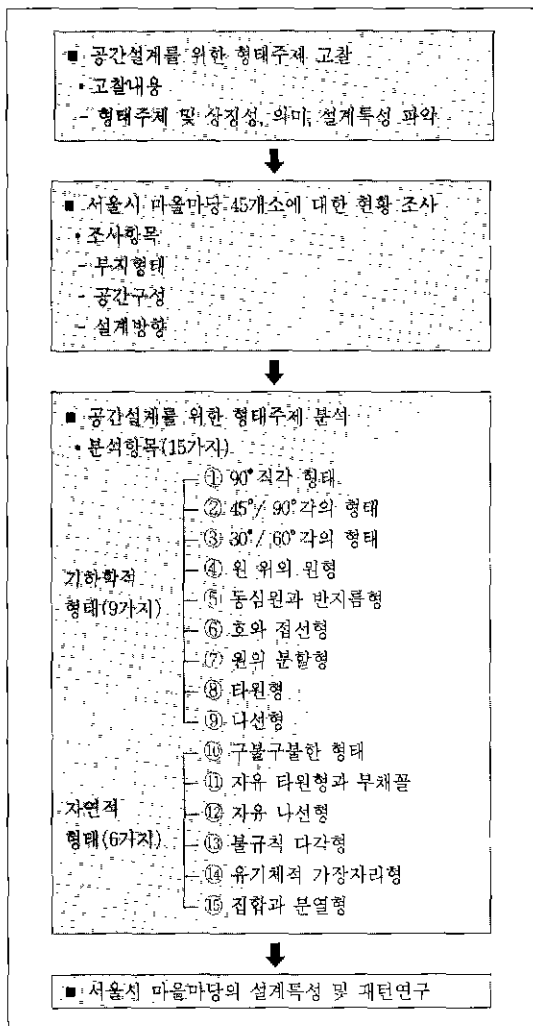 ■ 공간설계를 위한 형태주제 고찰
• 고찰내용
- 형태주제 및 상징성, 의미, 설계특성 파악
■ 서울시 마을마당 45개소에 대한 현황 조사
• 조사항목
- 부지형태
- 공간구성
- 설계방향
■ 공간설계를 위한 형태주제 분석
• 분석항목(15가지)
기하학적
형태(9가지)
① 90° 직각 형태
② 45°/ 90°각의 형태
③ 30°/ 60°각의 형태
④ 원 위의 원형
⑤ 동심원과 반지름형
⑥ 호와 접선형
⑦ 원의 분할형
⑧ 타원형
⑨ 나선형
자연적
형태(6가지)
⑩ 구불구불한 형태
⑪ 자유 타원형과 부채꼴
⑫ 자유 나선형
⑬ 불규칙 다각형
⑭ 유기체적 가장자리형
⑮ 집합과 분열형
■ 서울시 마을마당의 설계특성 및 패턴연구